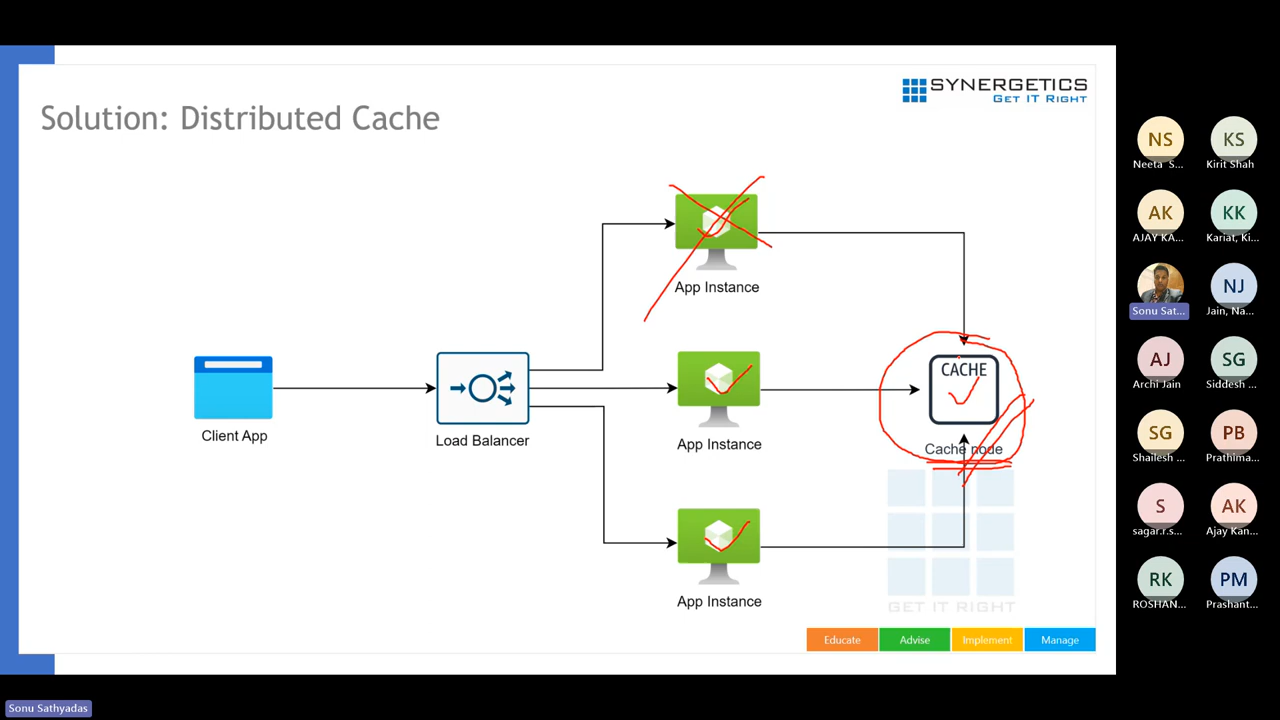 SYNERGETICS
GET IT RIGHT
Solution: Distributed Cache
App Instance
Client App
Load Balancer
App Instance
CACHE
Cache node
App Instance
GET IT RIGHT
Educate
Advise
Implement
Manage
NS
Neeta S...
KS
Kirit Shah
AK
AJAY KA...
KK
Kariat, Ki...
Sonu Sat...
NJ
Jain, Na...
AJ
Archi Jain
SG
Siddesh ...
SG
Shailesh ...
PB
Prathima...
S
sagar.r.s...
AK
Ajay Kan...
RK
ROSHAN...
PM
Prashant...
Sonu Sathyadas